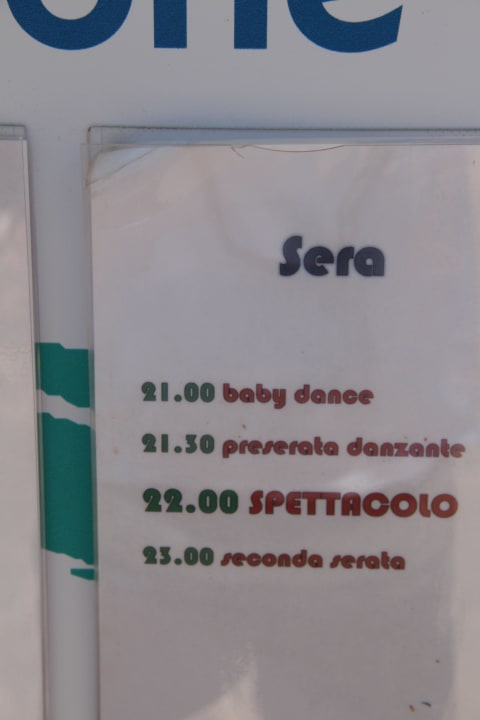 Sera
21.00 baby dance
21.30 preserata danzante
22.00 SPETTACOLO
23.00 seconda serata